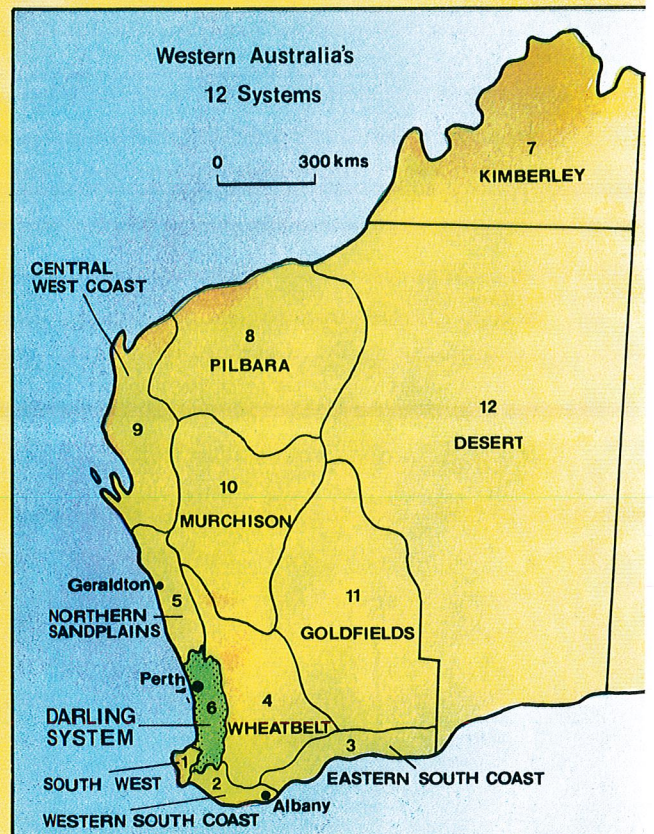 Western Australia's
12 Systems
0 300 kms
7
KIMBERLEY
CENTRAL
WEST COAST
8
PILBARA
12
DESERT
9
10
MURCHISON
Geraldton
5
11
NORTHERN
SANDPLAINS
GOLDFIELDS
Perth
6
4
DARLING
SYSTEM
WHEATBELT
3
1
SOUTH WEST
2
EASTERN SOUTH COAST
Albany
WESTERN SOUTH COAST